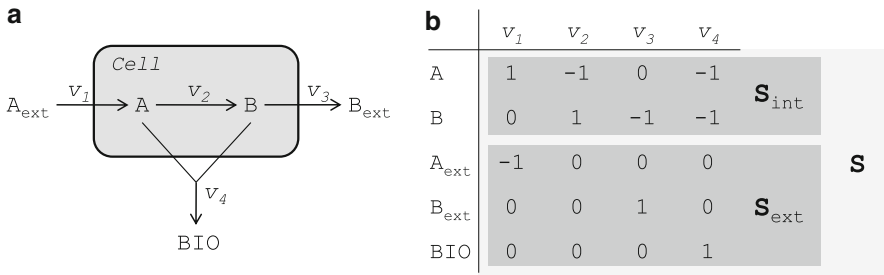 a
Cell
A_ext v_1 A v_2 B v_3 B_ext
v_4
BIO
b
v_1 v_2 v_3 v_4
A 1 -1 0 -1
S_int
B 0 1 -1 -1
A_ext -1 0 0 0
S
B_ext 0 0 1 0 S_ext
BIO 0 0 0 1